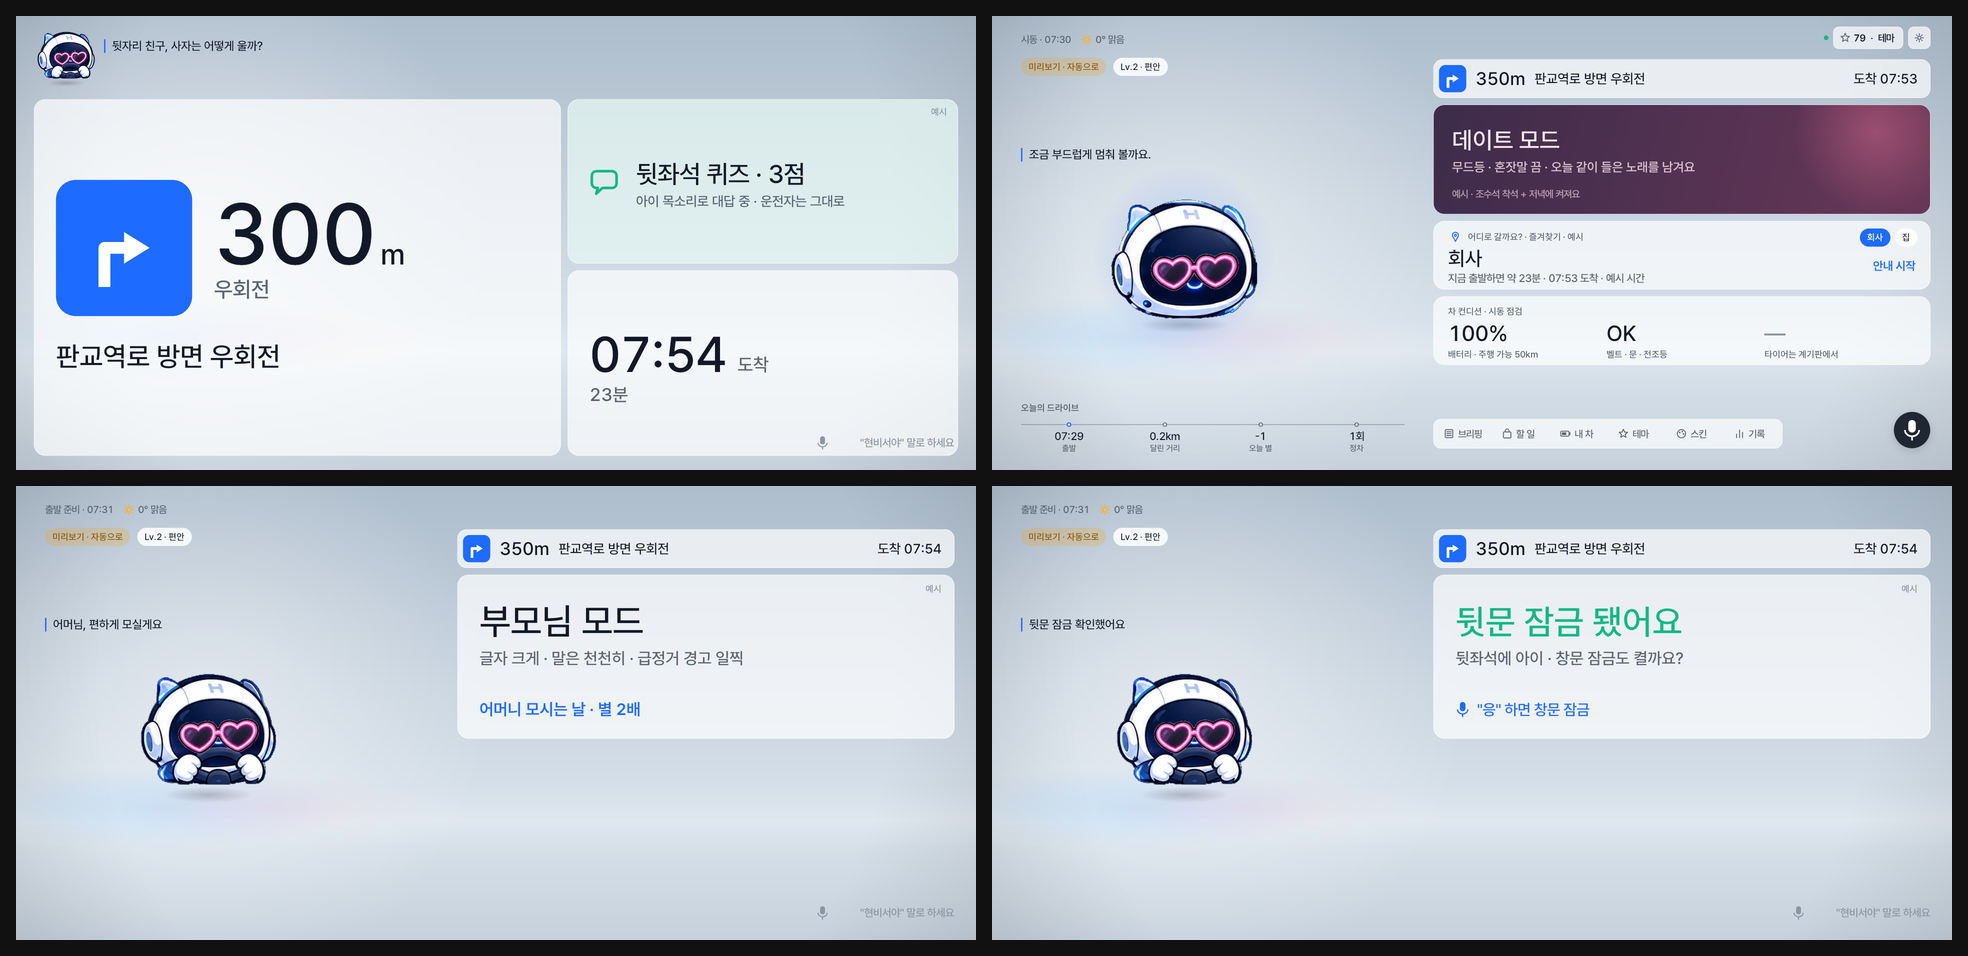 뒷자리 친구, 사자는 어떻게 울까?
300 m
우회전
판교역로 방면 우회전
예시
뒷좌석 퀴즈 · 3점
아이 목소리로 대답 중 · 운전자는 그대로
07:54 도착
23분
"현비서야" 말로 하세요
시동 · 07:30 0° 맑음
미리보기 · 자동으로 Lv.2 · 편안
79 · 테마
350m 판교역로 방면 우회전 도착 07:53
데이트 모드
무드등 · 혼잣말 끔 · 오늘 같이 들은 노래를 남겨요
예시 · 조수석 착석 + 저녁에 켜져요
조금 부드럽게 멈춰 볼까요.
H
어디로 갈까요? · 즐겨찾기 · 예시 회사 집
회사
안내 시작
지금 출발하면 약 23분 · 07:53 도착 · 예시 시간
차 컨디션 · 시동 점검
100% OK —
배터리 · 주행 가능 50km 벨트 · 문 · 전조등 타이어는 계기판에서
오늘의 드라이브
07:29 0.2km -1 1회
출발 달린 거리 오늘 별 정차
브리핑 할 일 내 차 테마 스킨 기록
출발 준비 · 07:31 0° 맑음
미리보기 · 자동으로 Lv.2 · 편안
350m 판교역로 방면 우회전 도착 07:54
예시
부모님 모드
글자 크게 · 말은 천천히 · 급정거 경고 일찍
어머니 모시는 날 · 별 2배
어머님, 편하게 모실게요
H
"현비서야" 말로 하세요
출발 준비 · 07:31 0° 맑음
미리보기 · 자동으로 Lv.2 · 편안
350m 판교역로 방면 우회전 도착 07:54
예시
뒷문 잠금 됐어요
뒷좌석에 아이 · 창문 잠금도 켤까요?
"응" 하면 창문 잠금
뒷문 잠금 확인했어요
H
"현비서야" 말로 하세요